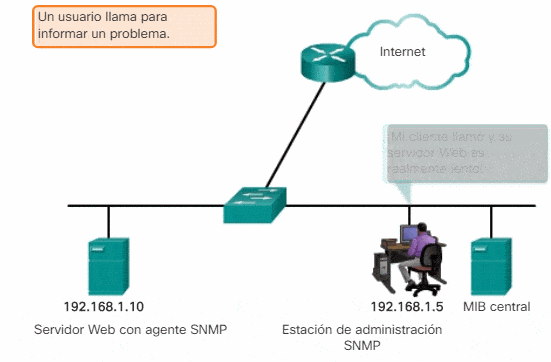 Un usuario llama para
informar un problema.
Internet
¡Mi cliente llamó y su
servidor Web es
realmente lento!
192.168.1.10
192.168.1.5
MIB central
Servidor Web con agente SNMP
Estación de administración
SNMP